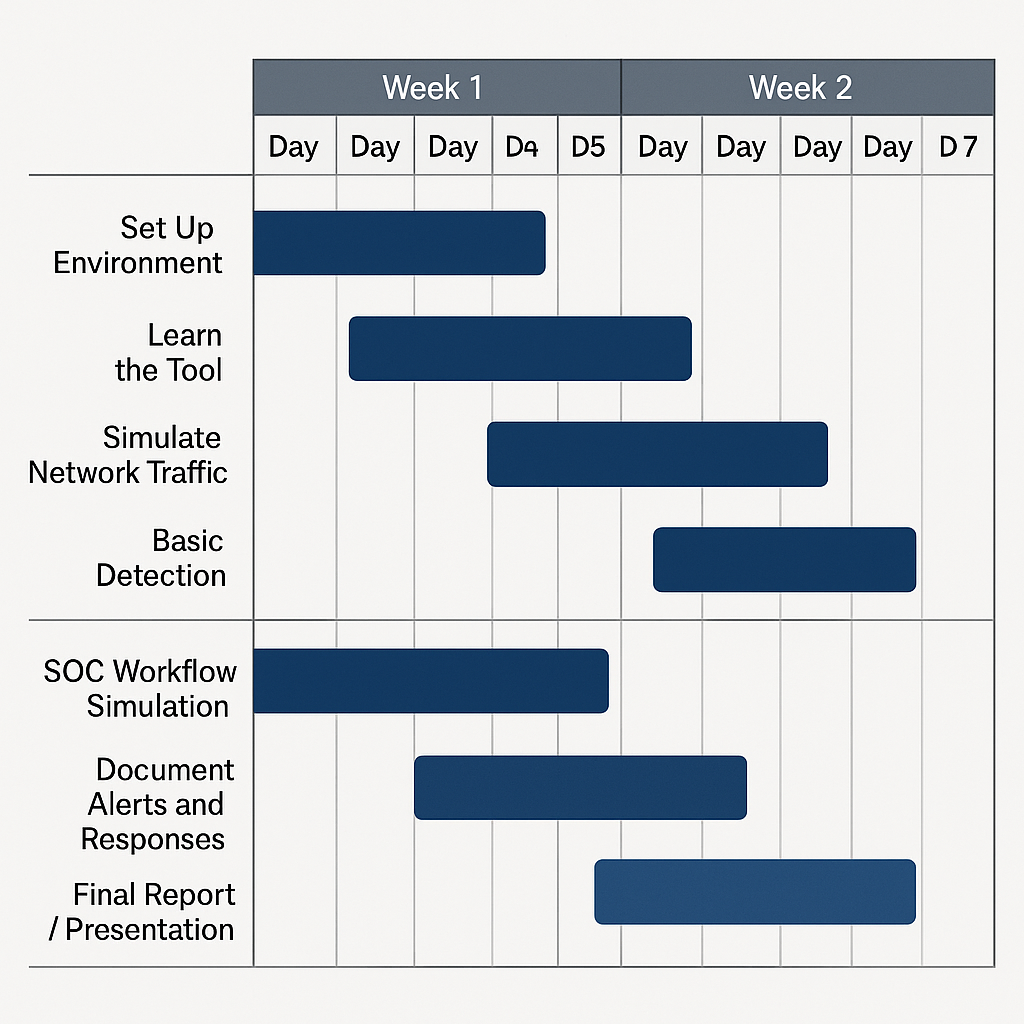 Week 1 Week 2
Day Day Day D4 D5 Day Day Day Day D 7
Set Up
Environment
Learn
the Tool
Simulate
Network Traffic
Basic
Detection
SOC Workflow
Simulation
Document
Alerts and
Responses
Final Report
/ Presentation